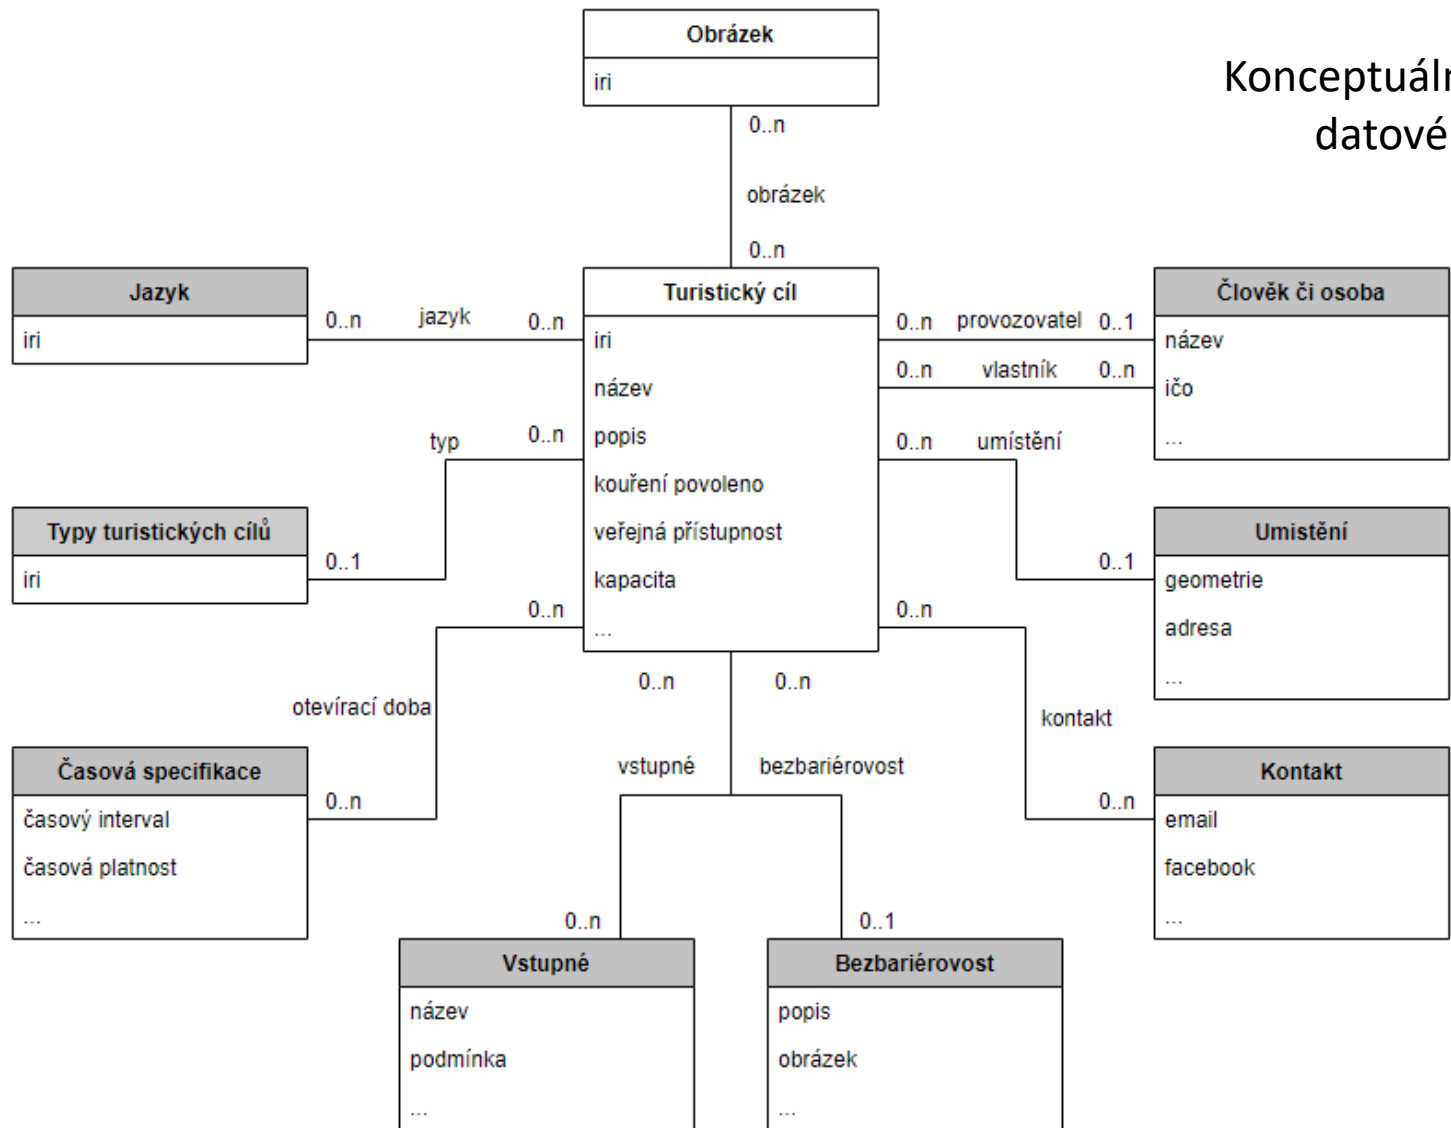 Obrázek
iri
Konceptuáln
datové
0..n
obrázek
0..n
Jazyk
iri
0..n
jazyk
0..n
Turistický cíl
iri
název
popis
kouření povoleno
veřejná přístupnost
kapacita
...
0..n
provozovatel
0..1
0..n
vlastník
0..n
Člověk či osoba
název
ičo
...
typ
0..n
0..n
umístění
Typy turistických cílů
iri
0..1
0..1
Umistění
geometrie
adresa
...
0..n
0..n
otevírací doba
0..n
0..n
kontakt
Časová specifikace
časový interval
časová platnost
...
0..n
vstupné
bezbariérovost
0..n
Kontakt
email
facebook
...
0..n
0..1
Vstupné
název
podmínka
...
Bezbariérovost
popis
obrázek
...